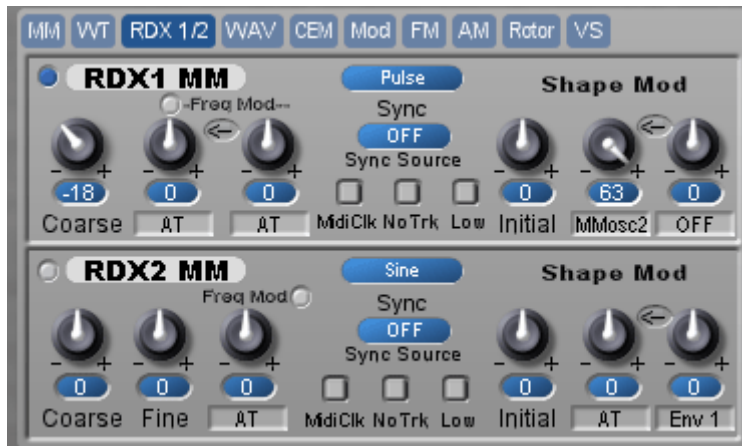 MM VVT RDX 1/2 WAV CEM Mod FM AM Rotor VS
RDX1 MM Pulse Shape Mod
-Freq Mod--
Sync
<- OFF <-
Sync Source
- + - + - + - + - + - +
-18 0 0 0 63 0
Coarse AT AT MidiClk NoTrk Low Initial MMosc2 OFF
RDX2 MM Sine Shape Mod
Freq Mod
Sync
OFF <-
Sync Source
- + - + - + - + - + - +
0 0 0 0 0 0
Coarse Fine AT MidiClk NoTrk Low Initial AT Env 1